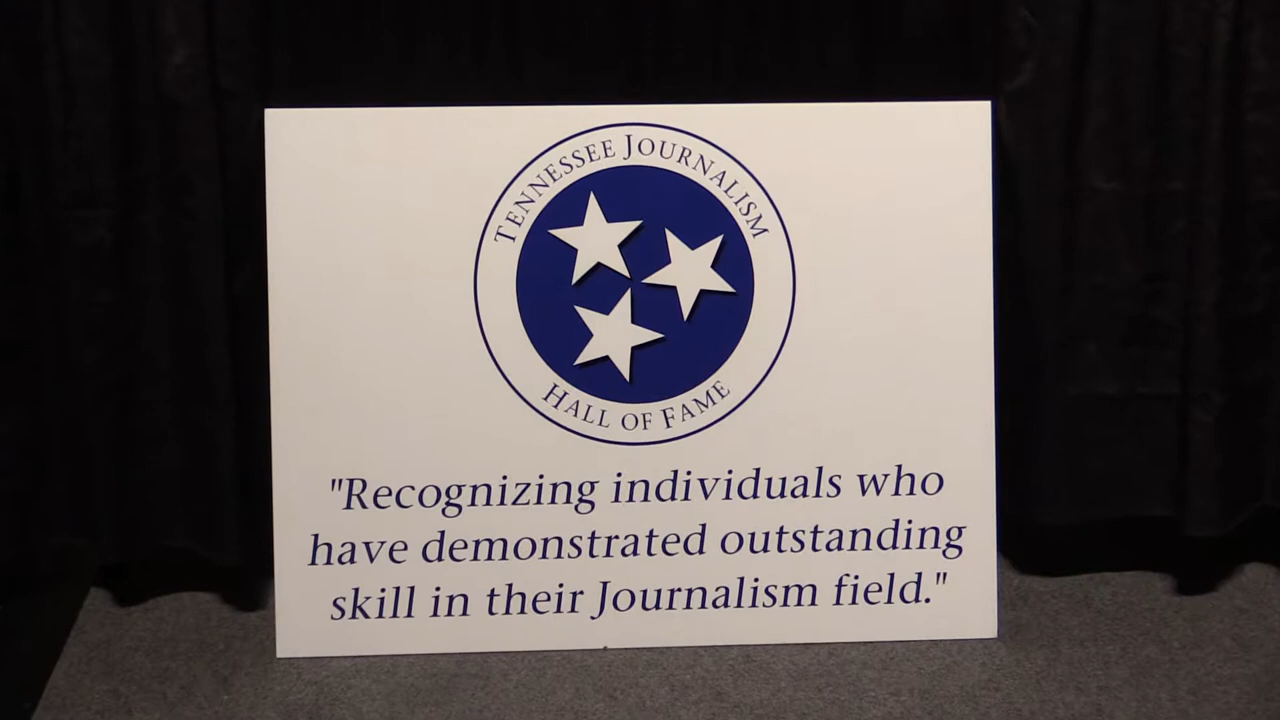 TENNESSEE JOURNALISM
HALL OF FAME
"Recognizing individuals who
have demonstrated outstanding
skill in their Journalism field."